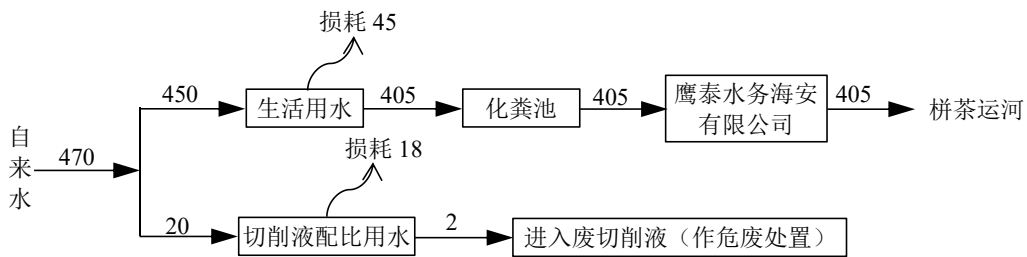 损耗 45
450
生活用水
405
化粪池
405
鹰泰水务海安
有限公司
405
栟茶运河
自
来
水
470
损耗 18
20
切削液配比用水
2
进入废切削液（作危废处置）